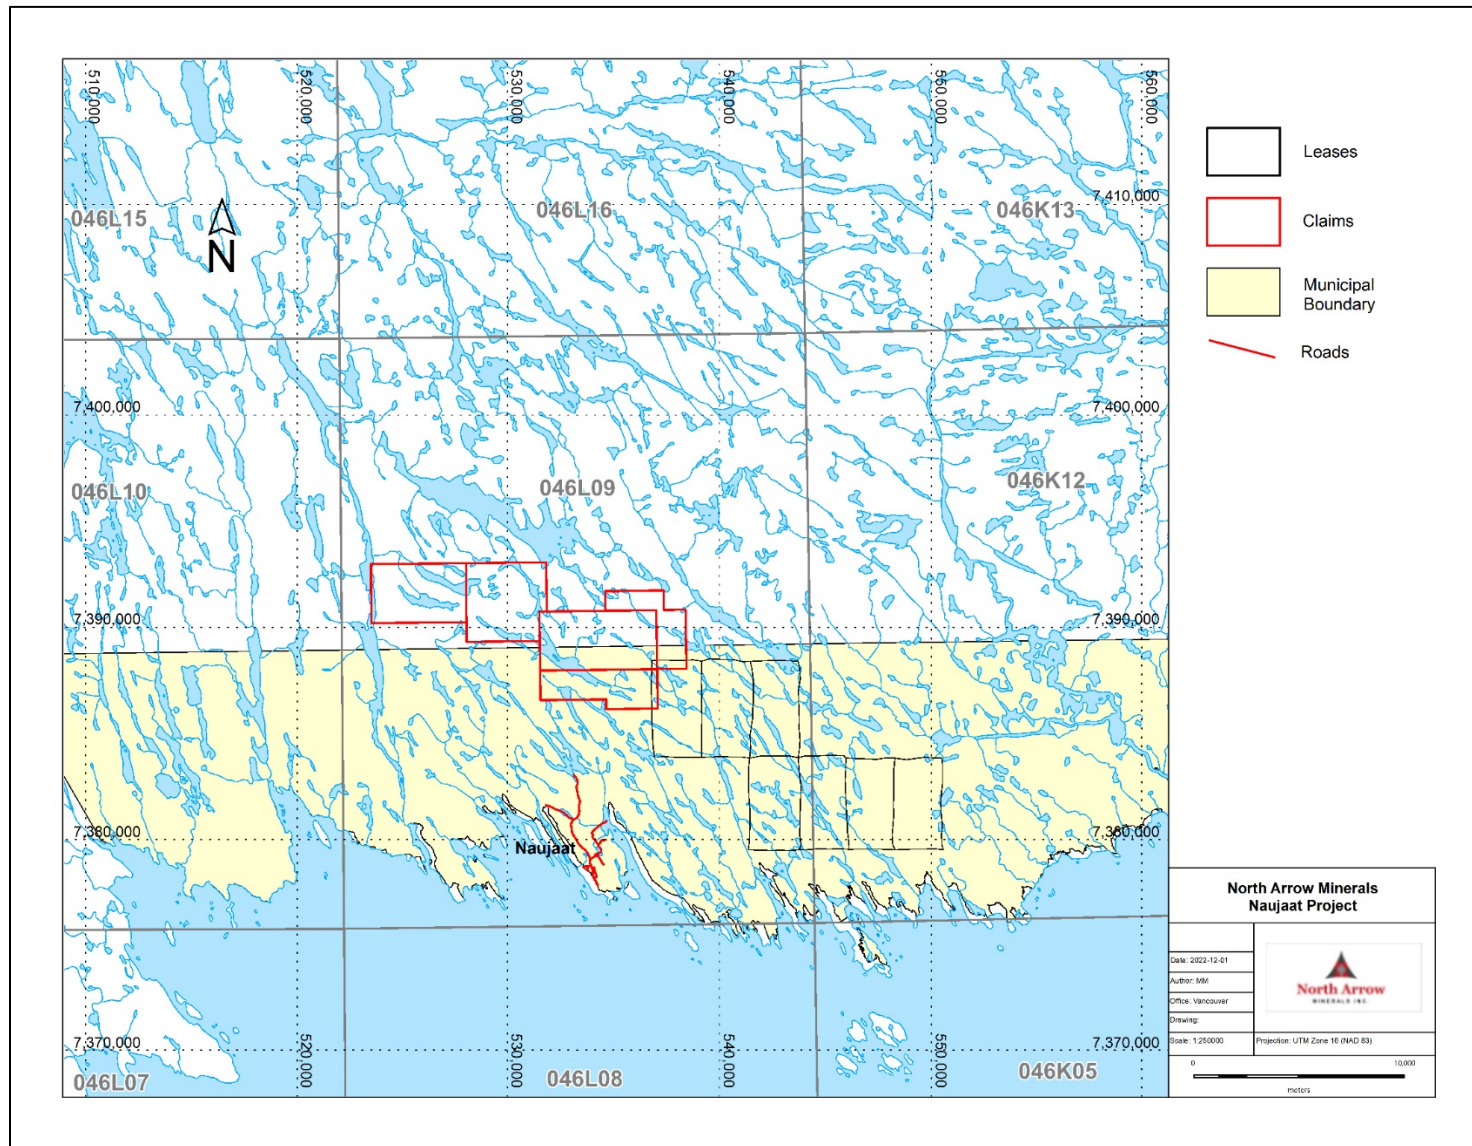 510,000
520,000
530,000
540,000
550,000
560,000
046L15
046L16
046K13
7,410,000
N
7,400,000
7,400,000
046L10
046L09
046K12
7,390,000
7,390,000
7,380,000
7,380,000
Naujaat
7,370,000
7,370,000
520,000
530,000
540,000
550,000
046L07
046L08
046K05
Leases
Claims
Municipal
Boundary
Roads
North Arrow Minerals
Naujaat Project
Date: 2022-12-01
Author: MM
Office: Vancouver
Drawing:
Scale: 1:250000
North Arrow
MINERALS INC.
Projection: UTM Zone 16 (NAD 83)
0
10,000
meters